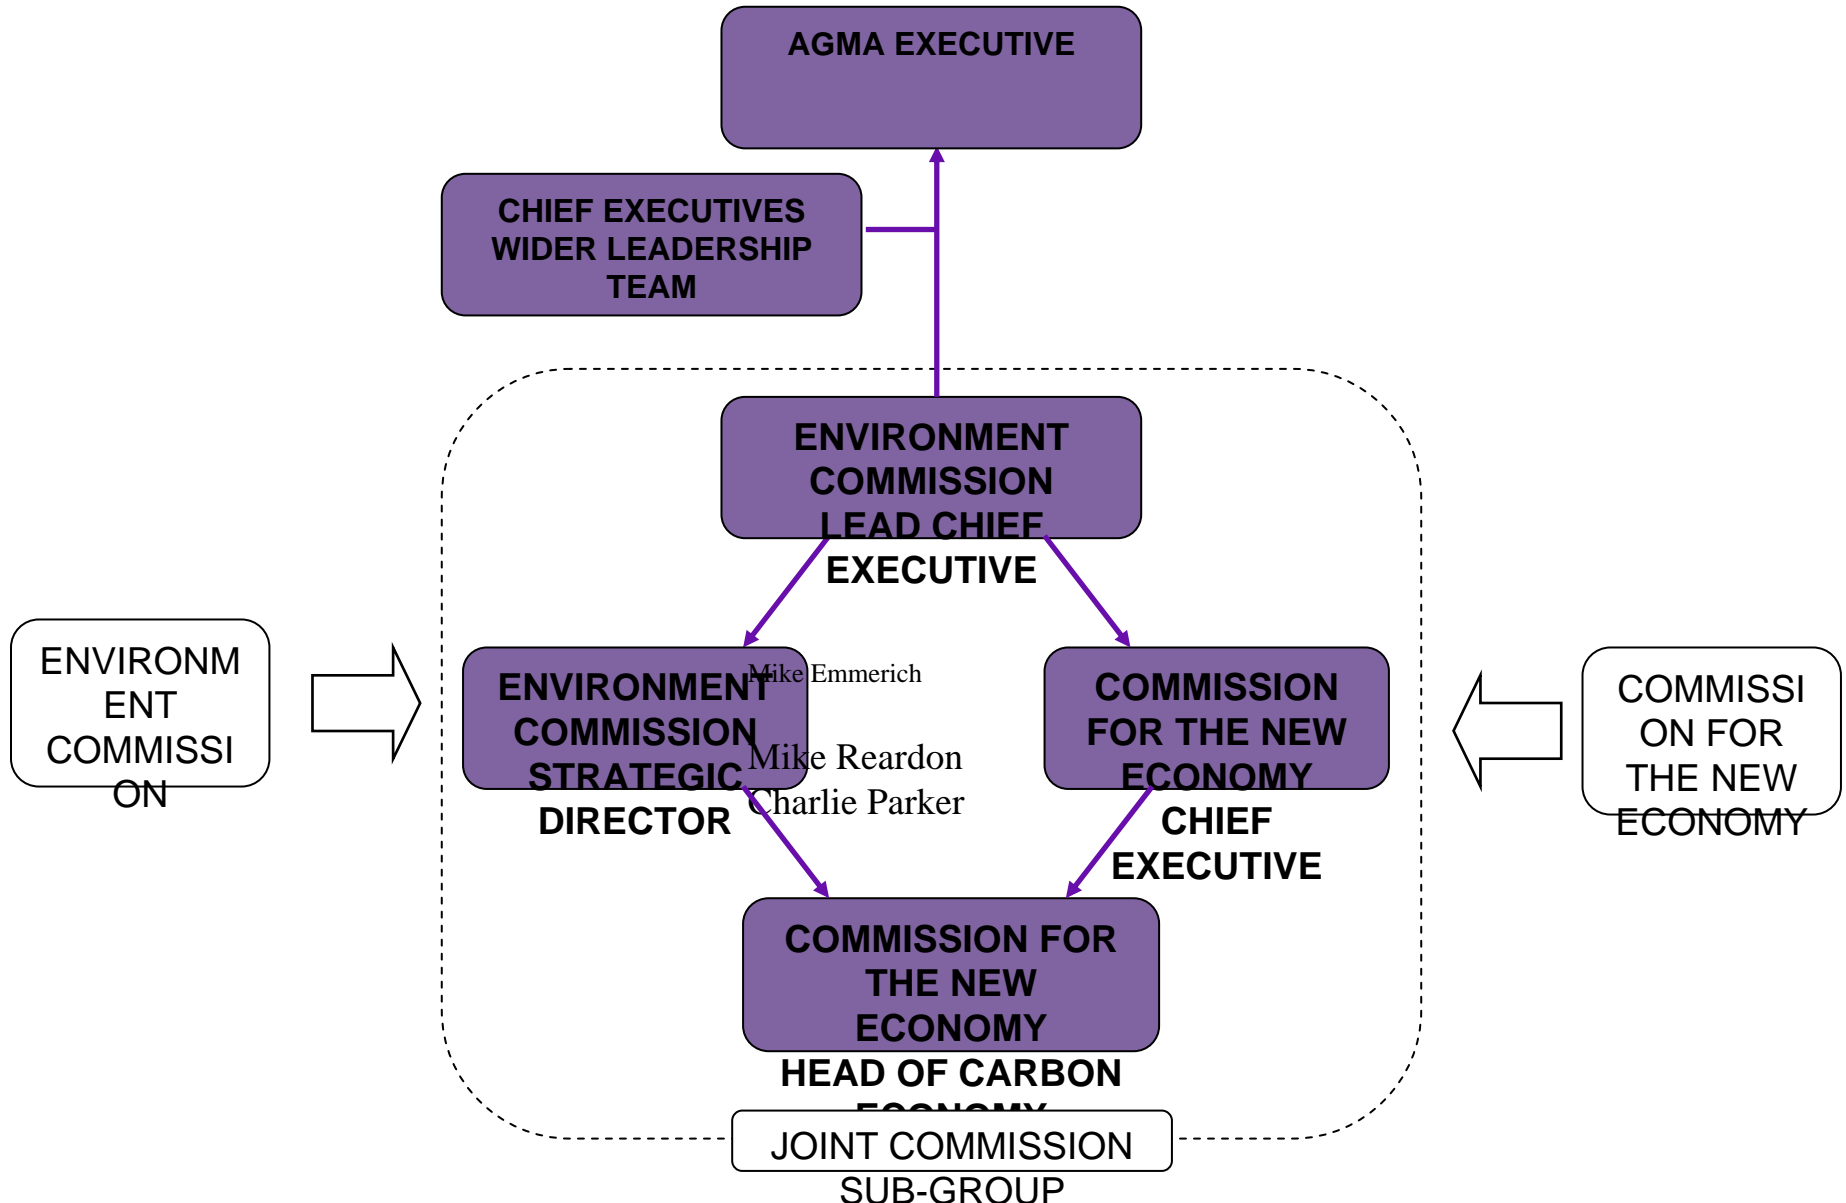 AGMA EXECUTIVE
CHIEF EXECUTIVES
WIDER LEADERSHIP
TEAM
ENVIRONMENT
COMMISSION
LEAD CHIEF
EXECUTIVE
ENVIRONM
ENT
COMMISSI
ON
ENVIRONMENT
COMMISSION
STRATEGIC
DIRECTOR
Mike Emmerich
Mike Reardon
Charlie Parker
COMMISSION
FOR THE NEW
ECONOMY
CHIEF
EXECUTIVE
COMMISSI
ON FOR
THE NEW
ECONOMY
COMMISSION FOR
THE NEW
ECONOMY
HEAD OF CARBON
ECONOMY
JOINT COMMISSION
SUB-GROUP